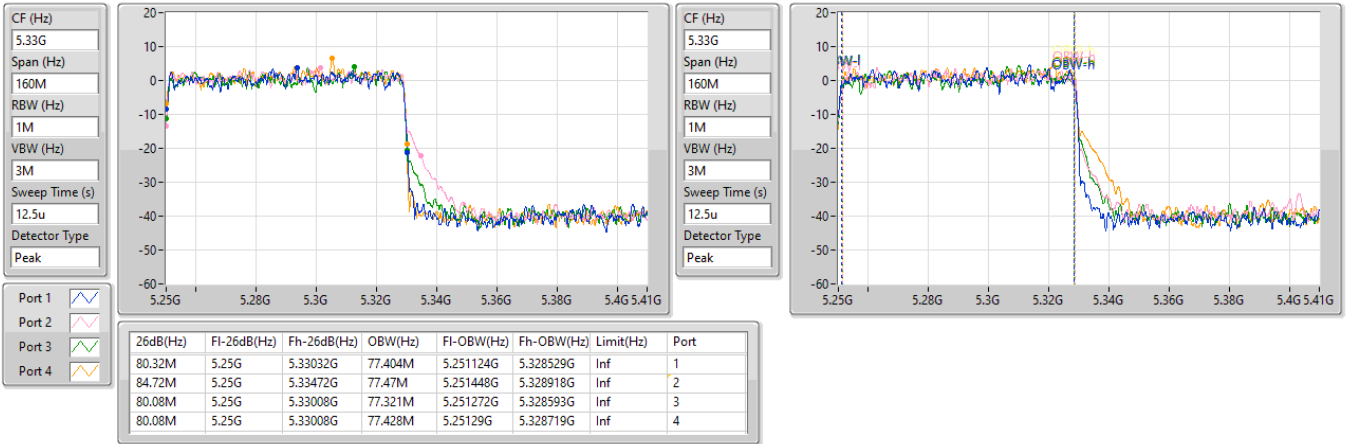 CF (Hz)
5.33G
Span (Hz)
160M
RBW (Hz)
1M
VBW (Hz)
3M
Sweep Time (s)
12.5u
Detector Type
Peak
20
10
0
-10
-20
-30
-40
-50
-60
5.25G 5.28G 5.3G 5.32G 5.34G 5.36G 5.38G 5.4G 5.41G
CF (Hz)
5.33G
Span (Hz)
160M
RBW (Hz)
1M
VBW (Hz)
3M
Sweep Time (s)
12.5u
Detector Type
Peak
20
10
0
-10
-20
-30
-40
-50
-60
W-l
OBW-h
5.25G 5.28G 5.3G 5.32G 5.34G 5.36G 5.38G 5.4G 5.41G
Port 1
Port 2
Port 3
Port 4
26dB(Hz) Fl-26dB(Hz) Fh-26dB(Hz) OBW(Hz) Fl-OBW(Hz) Fh-OBW(Hz) Limit(Hz) Port
80.32M 5.25G 5.33032G 77.404M 5.251124G 5.328529G Inf 1
84.72M 5.25G 5.33472G 77.47M 5.251448G 5.328918G Inf 2
80.08M 5.25G 5.33008G 77.321M 5.251272G 5.328593G Inf 3
80.08M 5.25G 5.33008G 77.428M 5.25129G 5.328719G Inf 4